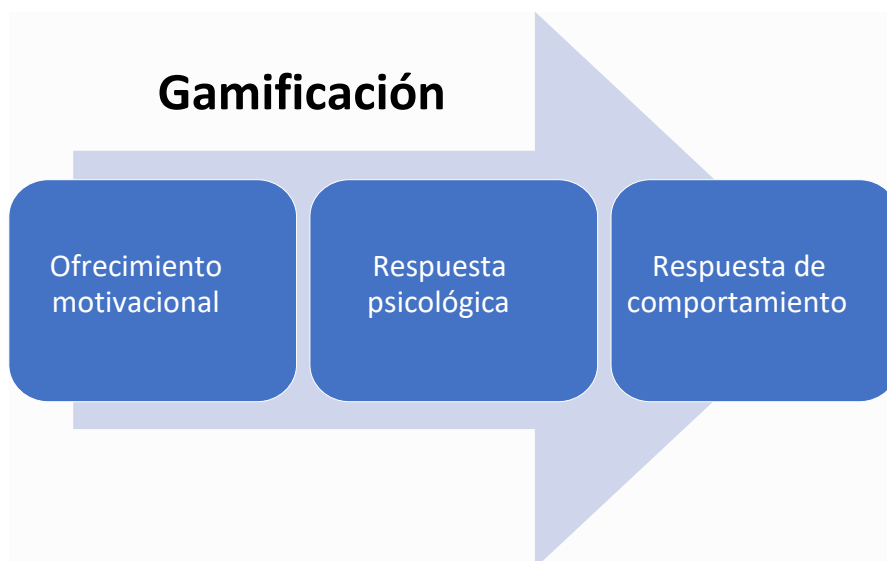 Gamificación
Ofrecimiento
motivacional
Respuesta
psicológica
Respuesta de
comportamiento